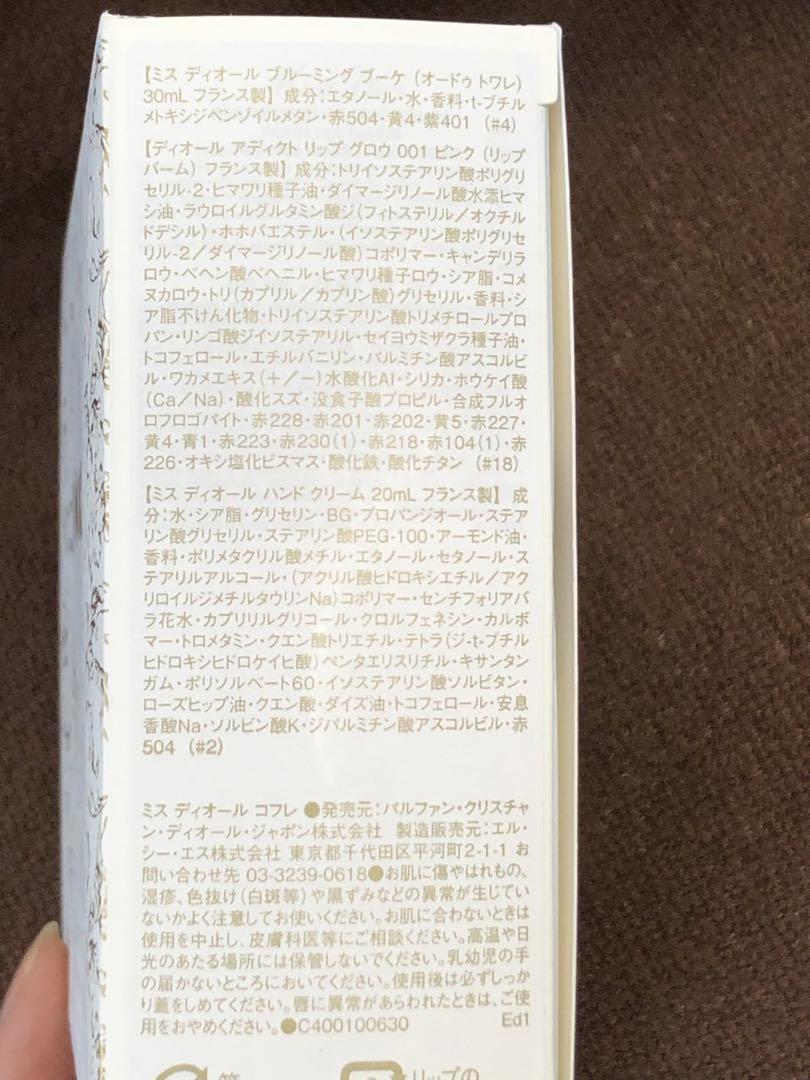 【ミス ディオール ブルーミング ブーケ (オードゥ トワレ)
30mL フランス製】 成分:エタノール・水・香料・t-ブチル
メトキシジベンゾイルメタン・赤504・黄4・紫401 (#4)
【ディオール アディクト リップ グロウ 001 ピンク (リップ
バーム) フランス製】 成分:トリイソステアリン酸ポリグリ
セリル-2・ヒマワリ種子油・ダイマージリノール酸水添ヒマ
シ油・ラウロイルグルタミン酸ジ(フィトステリル/オクチル
ドデシル)・ホホバエステル・(イソステアリン酸ポリグリセ
リル-2/ダイマージリノール酸)コポリマー・キャンデリラ
ロウ・ベヘン酸ベヘニル・ヒマワリ種子ロウ・シア脂・コメ
ヌカロウ・トリ(カプリル/カプリン酸)グリセリル・香料・シ
ア脂不けん化物・トリイソステアリン酸トリメチロールプロ
パン・リンゴ酸ジイソステアリル・セイヨウミザクラ種子油・
トコフェロール・エチルバニリン・パルミチン酸アスコルビ
ル・ワカメエキス(+/−)水酸化Al・シリカ・ホウケイ酸
(Ca/Na)・酸化スズ・没食子酸プロピル・合成フルオ
ロフロゴパイト・赤228・赤201・赤202・黄5・赤227・
黄4・青1・赤223・赤230(1)・赤218・赤104(1)・赤
226・オキシ塩化ビスマス・酸化鉄・酸化チタン (#18)
【ミス ディオール ハンド クリーム 20mL フランス製】 成
分:水・シア脂・グリセリン・BG・プロパンジオール・ステア
リン酸グリセリル・ステアリン酸PEG-100・アーモンド油・
香料・ポリメタクリル酸メチル・エタノール・セタノール・ス
テアリルアルコール・(アクリル酸ヒドロキシエチル/アク
リロイルジメチルタウリンNa)コポリマー・センチフォリアバ
ラ花水・カプリリルグリコール・クロルフェネシン・カルボ
マー・トロメタミン・クエン酸トリエチル・テトラ(ジ-t-ブチル
ヒドロキシヒドロケイヒ酸)ペンタエリスリチル・キサンタン
ガム・ポリソルベート60・イソステアリン酸ソルビタン・
ローズヒップ油・クエン酸・ダイズ油・トコフェロール・安息
香酸Na・ソルビン酸K・ジパルミチン酸アスコルビル・赤
504 (#2)
ミス ディオール コフレ ●発売元:パルファン・クリスチャ
ン・ディオール・ジャポン株式会社 製造販売元:エル・
シー・エス株式会社 東京都千代田区平河町2-1-1 お
問い合わせ先 03-3239-0618●お肌に傷やはれもの、
湿疹、色抜け(白斑等)や黒ずみなどの異常が生じてい
ないかよく注意してお使いください。お肌に合わないときは
使用を中止し、皮膚科医等にご相談ください。高温や日
光のあたる場所には保管しないでください。乳幼児の手
の届かないところにおいてください。使用後は必ずしっか
り蓋をしめてください。唇に異常があらわれたときは、ご使
用をおやめください。●C400100630 Ed1
リップの